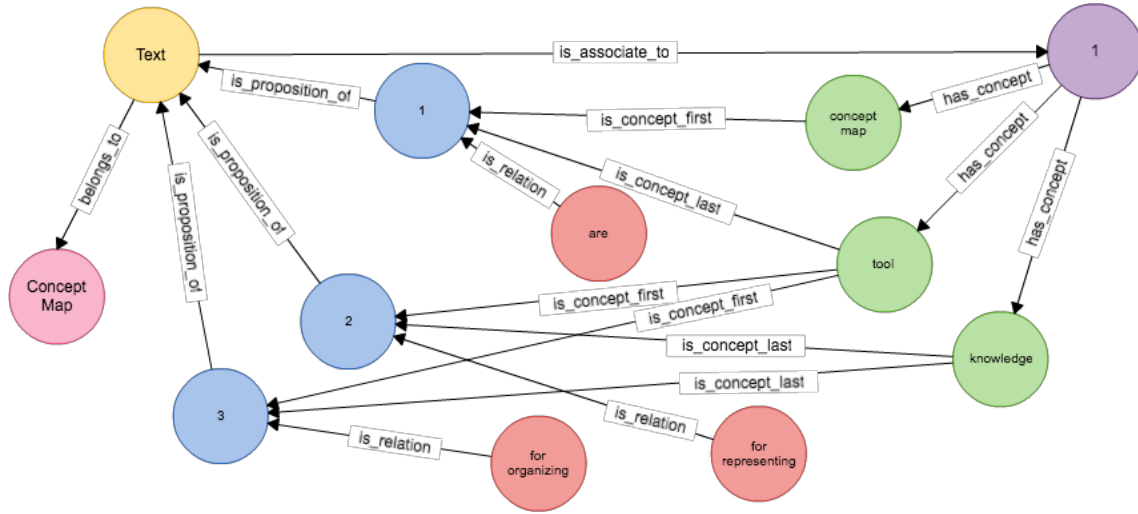 Text
is_associate_to
1
is_proposition_of
1
is_concept_first
concept
map
has_concept
has_concept
has_concept
belongs_to
is_proposition_of
is_proposition_of
is_relation
is_concept_last
are
tool
Concept
Map
2
is_concept_first
is_concept_first
is_concept_last
knowledge
is_concept_last
3
is_relation
is_relation
for
organizing
for
representing